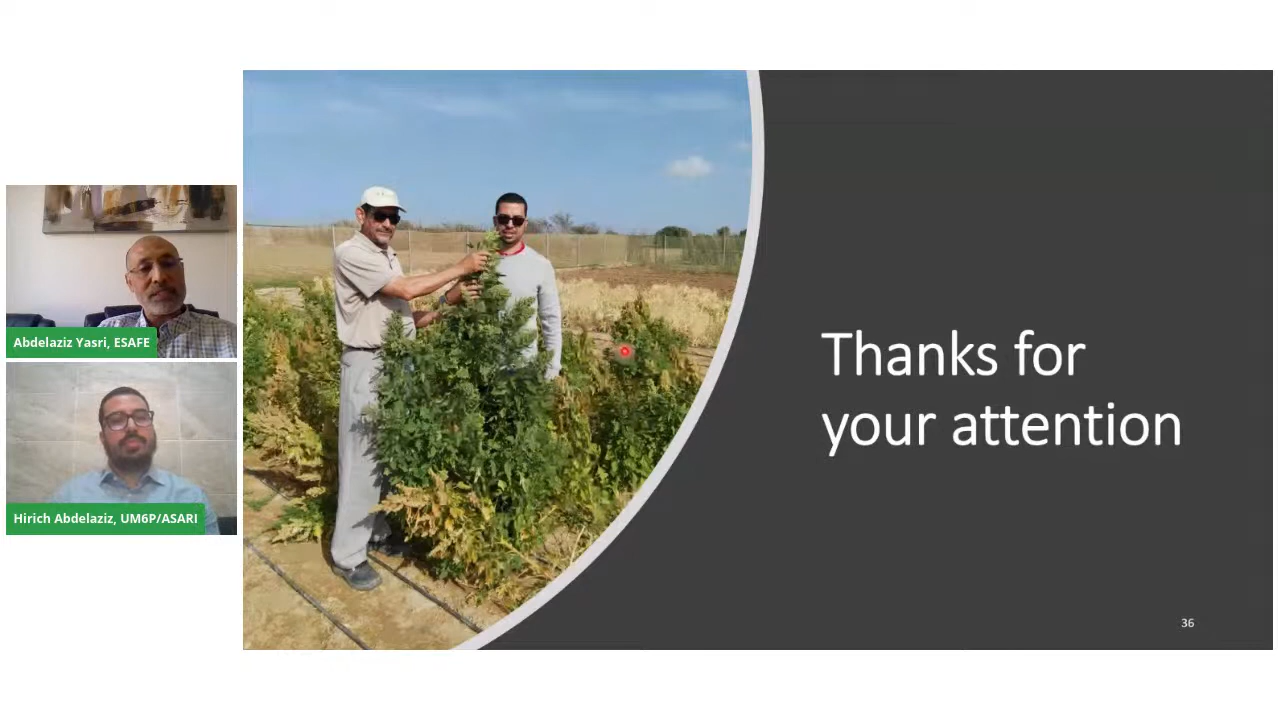 Abdelaziz Yasri, ESAFE
Hirich Abdelaziz, UM6P/ASARI
Thanks for
your attention
36